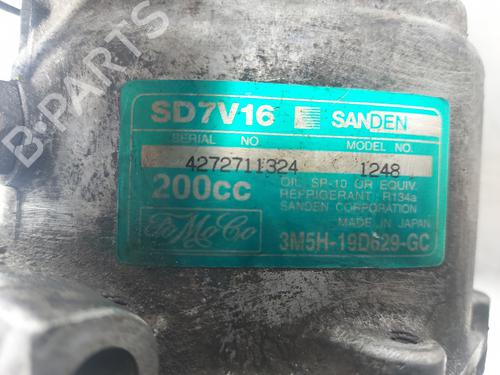 B-Parts
SD7V16 SANDEN
SERIAL NO MODEL NO.
4272711324 1248
200cc
OIL SP-10 OR EQUIV.
REFRIGERANT: R134a
SANDEN CORPORATION
MADE IN JAPAN
3M5H-19D629-GC